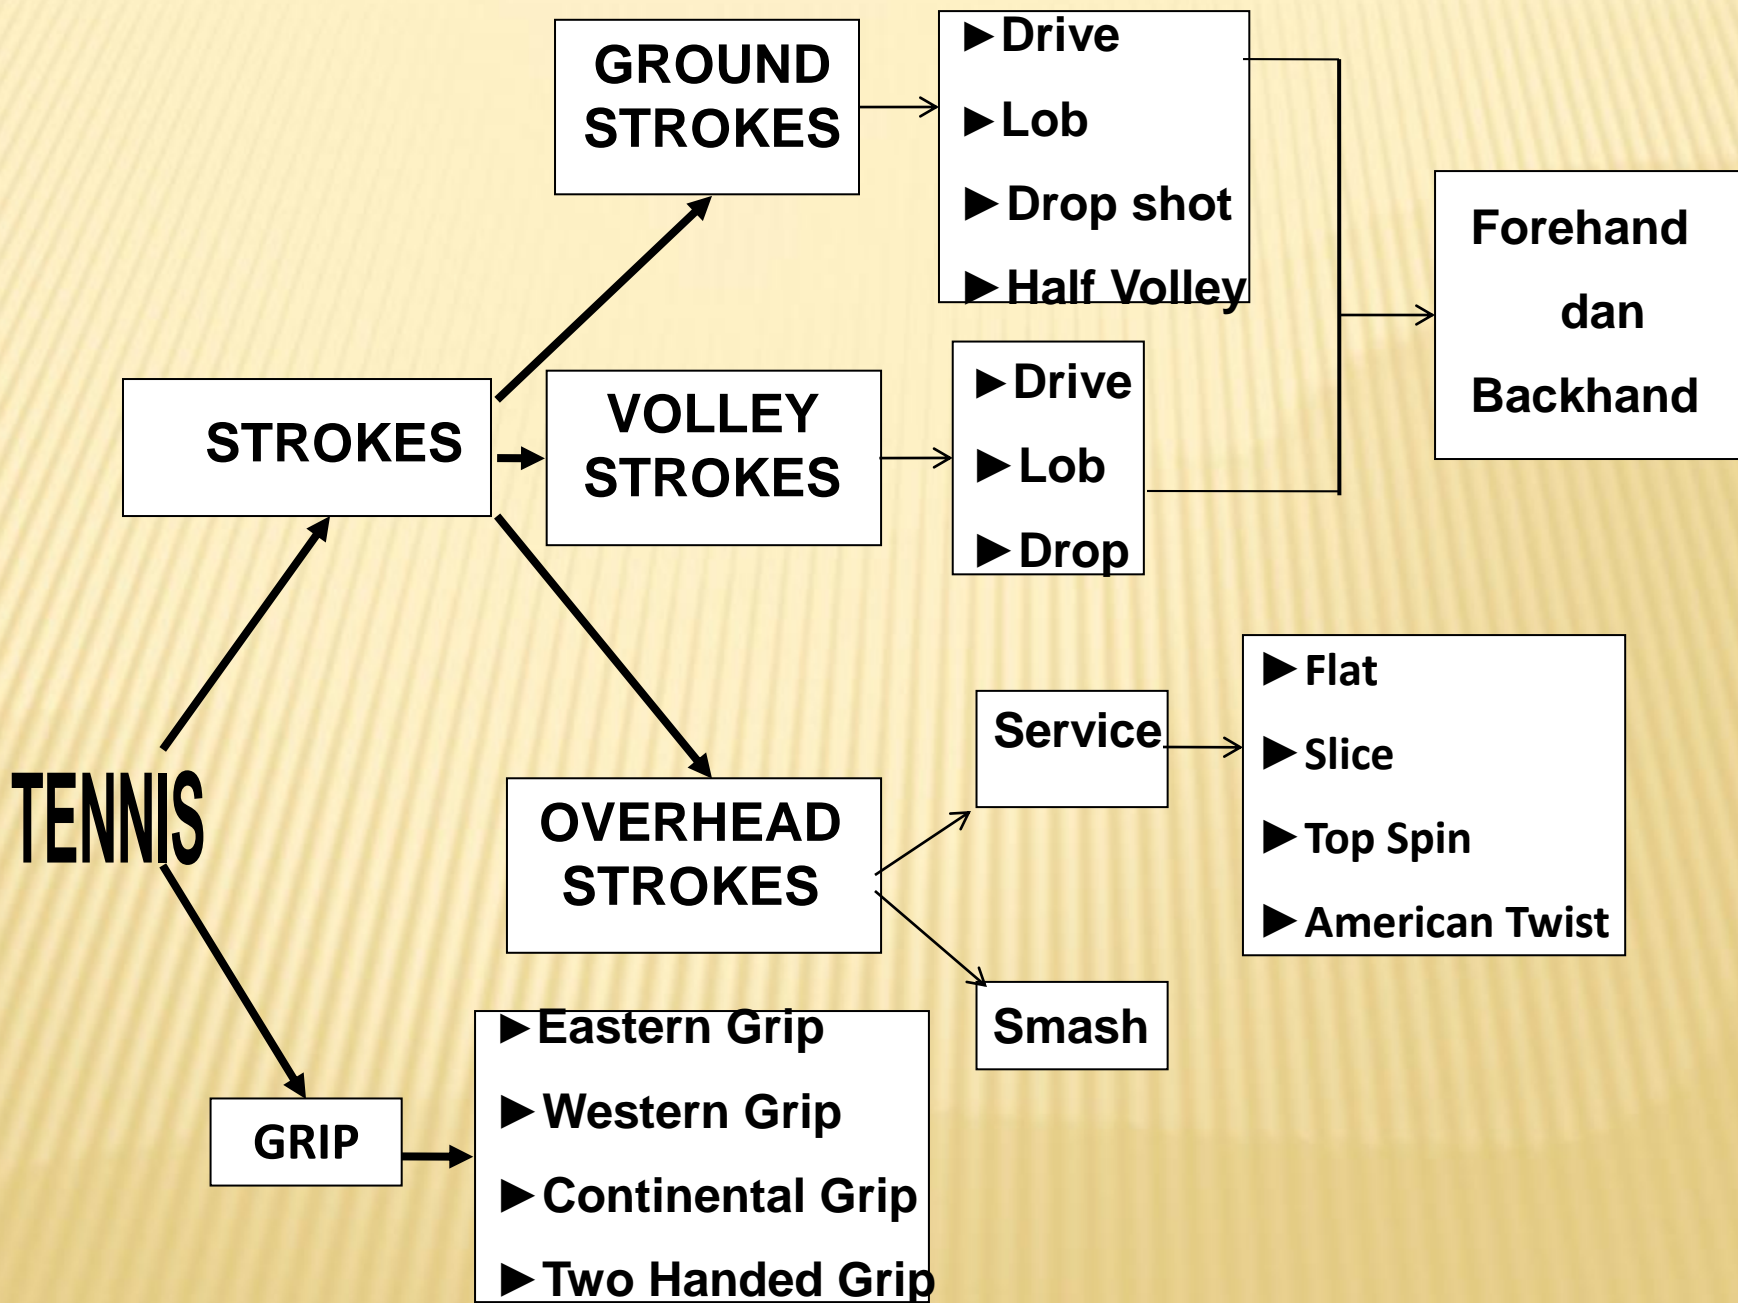 TENNIS
STROKES
GROUND
STROKES
►Drive
►Lob
►Drop shot
►Half Volley
VOLLEY
STROKES
►Drive
►Lob
►Drop
Forehand
dan
Backhand
OVERHEAD
STROKES
Service
►Flat
►Slice
►Top Spin
►American Twist
Smash
GRIP
►Eastern Grip
►Western Grip
►Continental Grip
►Two Handed Grip